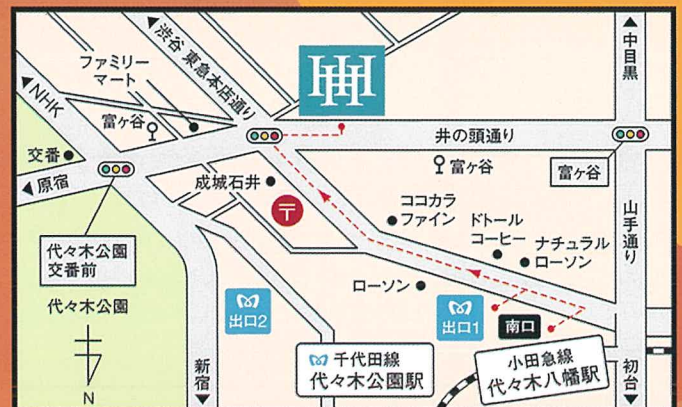 ▲渋谷 東急本店通り
HH
▲中目黒
ファミリー
マート
◀NHK
富ヶ谷
井の頭通り
交番
富ヶ谷
富ヶ谷
◀原宿
成城石井
〒
ココカラ
ファイン
ドトール
コーヒー
ナチュラル
ローソン
山手通り
代々木公園
交番前
代々木公園
ローソン
出口2
出口1
南口
N
新宿▼
千代田線
代々木公園駅
小田急線
代々木八幡駅
初台▼